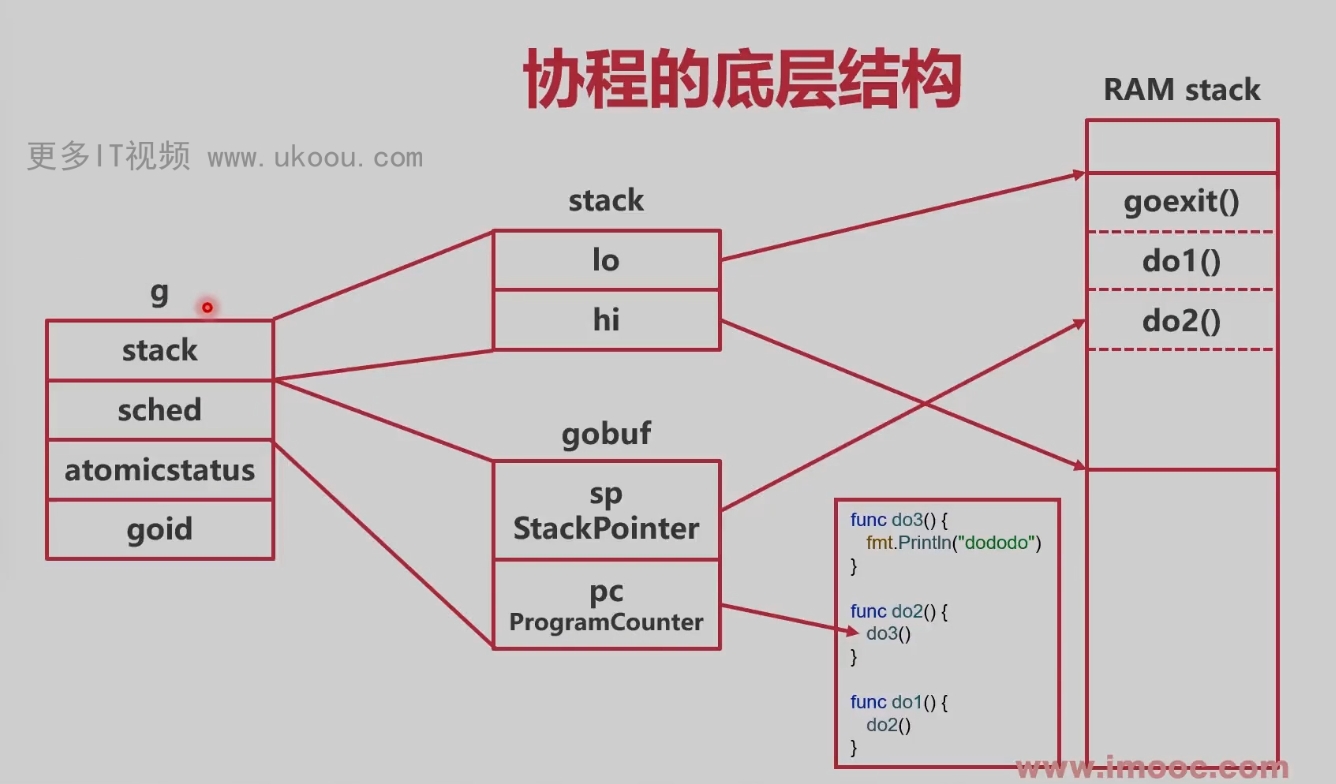 协程的底层结构
更多IT视频 www.ukoou.com
g
stack
sched
atomicstatus
goid
stack
lo
hi
gobuf
sp
StackPointer
pc
ProgramCounter
func do3() {
fmt.Println("dododo")
}
func do2() {
do3()
}
func do1() {
do2()
}
RAM stack
goexit()
do1()
do2()
www.imooc.com